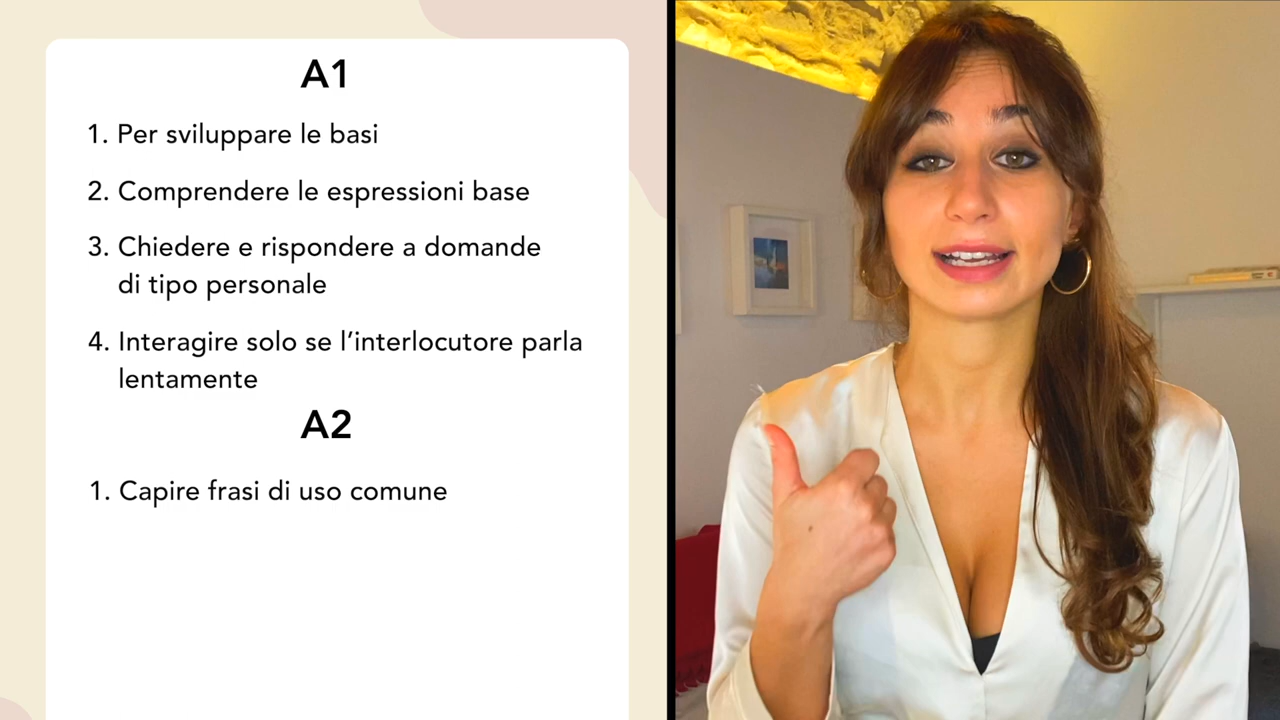 A1
1. Per sviluppare le basi
2. Comprendere le espressioni base
3. Chiedere e rispondere a domande
di tipo personale
4. Interagire solo se l’interlocutore parla
lentamente
A2
1. Capire frasi di uso comune